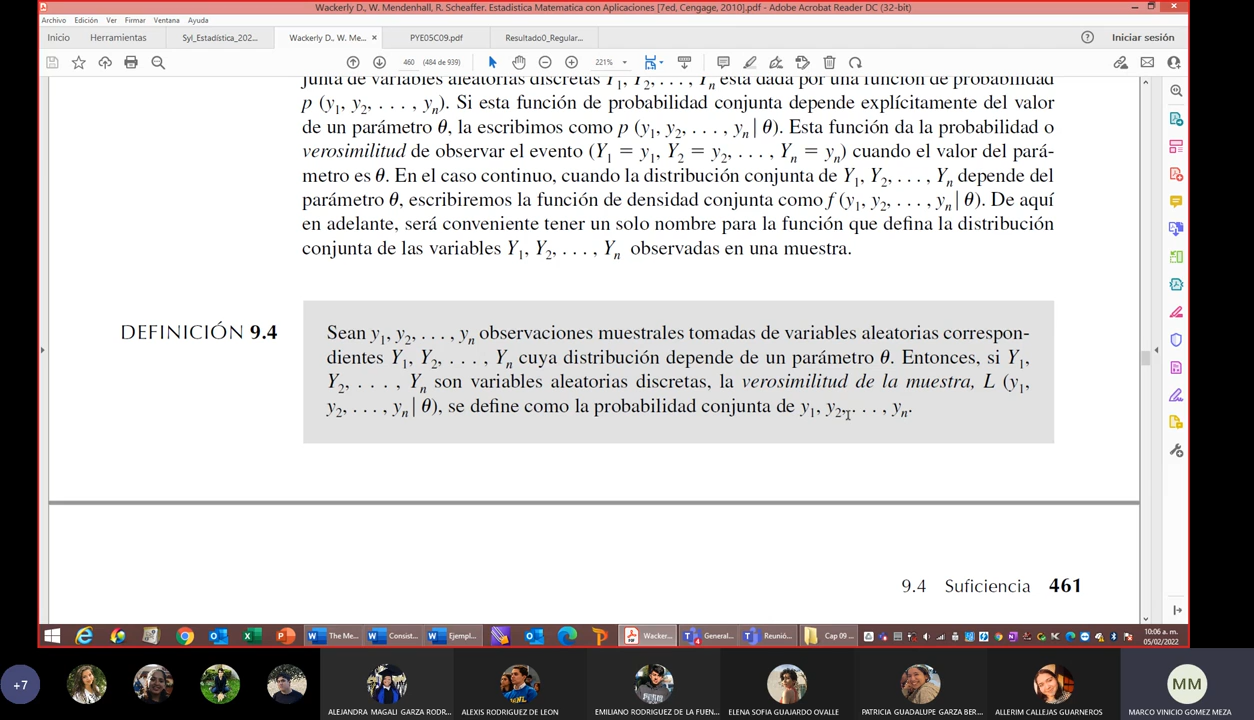 Wackerly D., W. Mendenhall, R. Scheaffer. Estadística Matematica con Aplicaciones [7ed, Cengage, 2010].pdf - Adobe Acrobat Reader DC (32-bit)
Archivo Edición Ver Firmar Ventana Ayuda
Inicio Herramientas Syl_Estadística_202... Wackerly D., W. Me... × PYE05C09.pdf Resultado0_Regular... Iniciar sesión
460 (484 de 939) 221%
junta de variables aleatorias discretas Y1, Y2, . . . , Yn está dada por una función de probabilidad
p (y1, y2, . . . , yn). Si esta función de probabilidad conjunta depende explícitamente del valor
de un parámetro θ, la escribimos como p (y1, y2, . . . , yn | θ). Esta función da la probabilidad o
verosimilitud de observar el evento (Y1 = y1, Y2 = y2, . . . , Yn = yn) cuando el valor del pará-
metro es θ. En el caso continuo, cuando la distribución conjunta de Y1, Y2, . . . , Yn depende del
parámetro θ, escribiremos la función de densidad conjunta como f (y1, y2, . . . , yn | θ). De aquí
en adelante, será conveniente tener un solo nombre para la función que defina la distribución
conjunta de las variables Y1, Y2, . . . , Yn observadas en una muestra.
DEFINICIÓN 9.4
Sean y1, y2, . . . , yn observaciones muestrales tomadas de variables aleatorias correspon-
dientes Y1, Y2, . . . , Yn cuya distribución depende de un parámetro θ. Entonces, si Y1,
Y2, . . . , Yn son variables aleatorias discretas, la verosimilitud de la muestra, L (y1,
y2, . . . , yn | θ), se define como la probabilidad conjunta de y1, y2, . . . , yn.
9.4 Suficiencia 461
The Me... Consist... Ejempl... Wacker... General... Reunió... Cap 09 ...
10:06 a. m.
05/02/2022
+7
MM
ALEJANDRA MAGALI GARZA RODR... ALEXIS RODRIGUEZ DE LEON EMILIANO RODRIGUEZ DE LA FUEN... ELENA SOFIA GUAJARDO OVALLE PATRICIA GUADALUPE GARZA BER... ALLERIM CALLEJAS GUARNEROS MARCO VINICIO GOMEZ MEZA